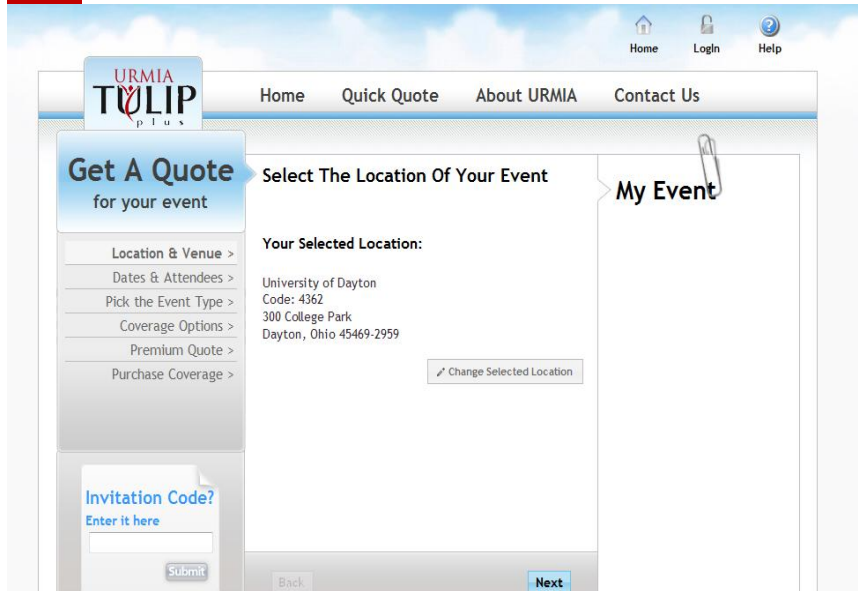 Home Login Help
URMIA
TULIP
plus
Home Quick Quote About URMIA Contact Us
Get A Quote
for your event
Location & Venue >
Dates & Attendees >
Pick the Event Type >
Coverage Options >
Premium Quote >
Purchase Coverage >
Invitation Code?
Enter it here
Submit
Select The Location Of Your Event
Your Selected Location:
University of Dayton
Code: 4362
300 College Park
Dayton, Ohio 45469-2959
Change Selected Location
Back Next
My Event